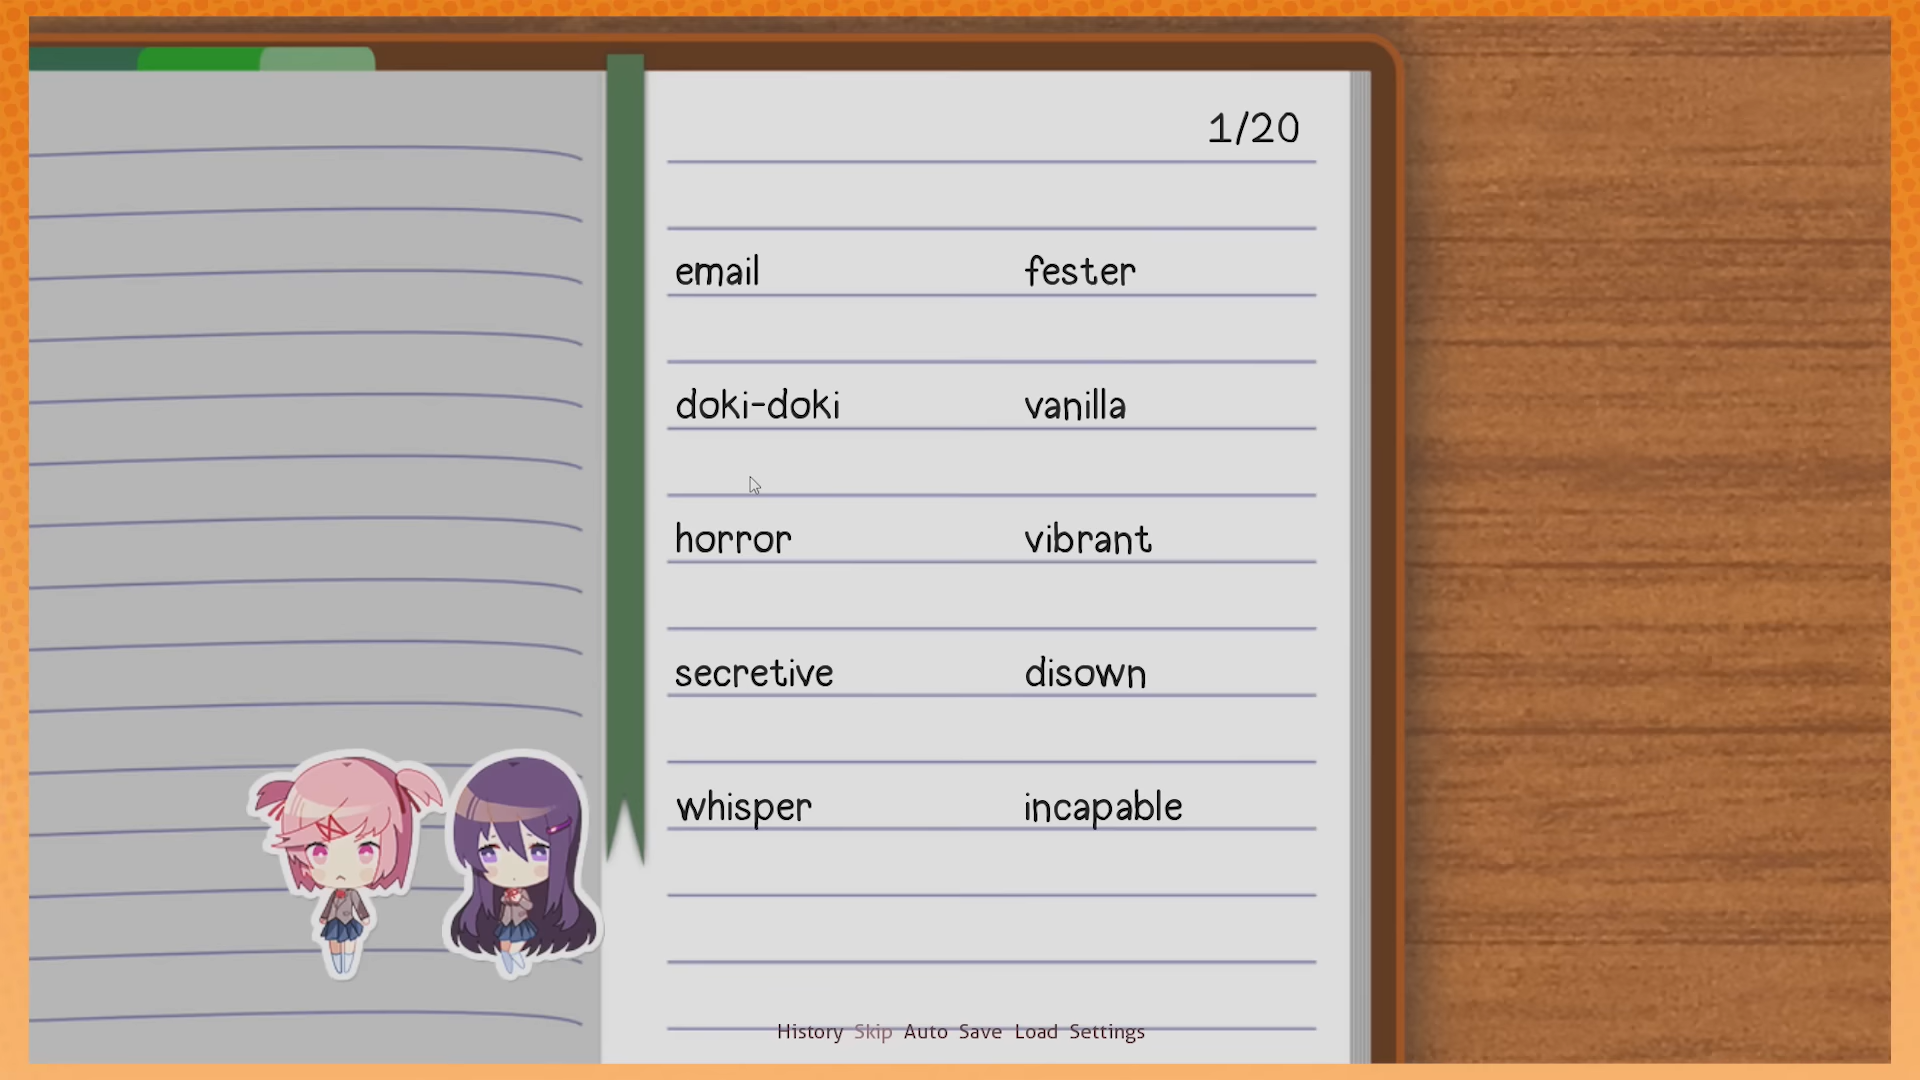 1/20
email fester
doki-doki vanilla
horror vibrant
secretive disown
whisper incapable
History Skip Auto Save Load Settings